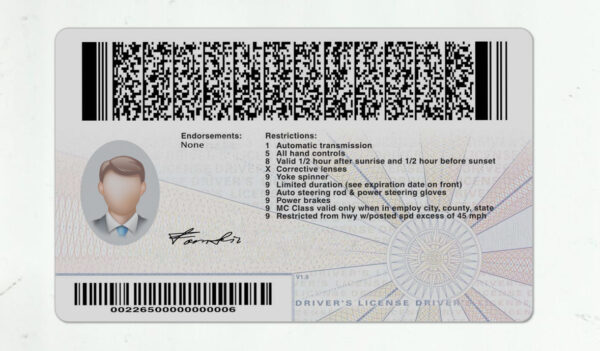 Endorsements:
None
Restrictions:
1 Automatic transmission
5 All hand controls
8 Valid 1/2 hour after sunrise and 1/2 hour before sunset
X Corrective lenses
9 Yoke spinner
9 Limited duration (see expiration date on front)
9 Auto steering rod & power steering gloves
9 Power brakes
9 MC Class valid only when in employ city, county, state
9 Restricted from hwy w/posted spd excess of 45 mph
V1.0
DRIVER'S LICENSE DRIVER'S
00226500000000006